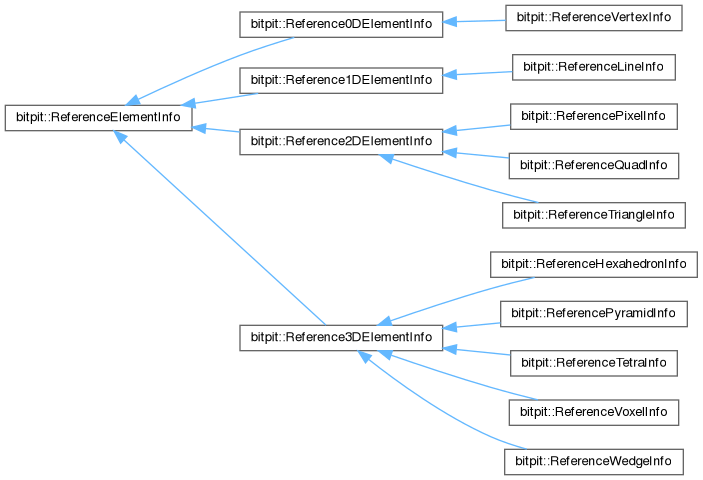 bitpit::ReferenceElementInfo
bitpit::Reference0DElementInfo
bitpit::ReferenceVertexInfo
bitpit::Reference1DElementInfo
bitpit::ReferenceLineInfo
bitpit::Reference2DElementInfo
bitpit::ReferencePixelInfo
bitpit::ReferenceQuadInfo
bitpit::ReferenceTriangleInfo
bitpit::Reference3DElementInfo
bitpit::ReferenceHexahedronInfo
bitpit::ReferencePyramidInfo
bitpit::ReferenceTetraInfo
bitpit::ReferenceVoxelInfo
bitpit::ReferenceWedgeInfo